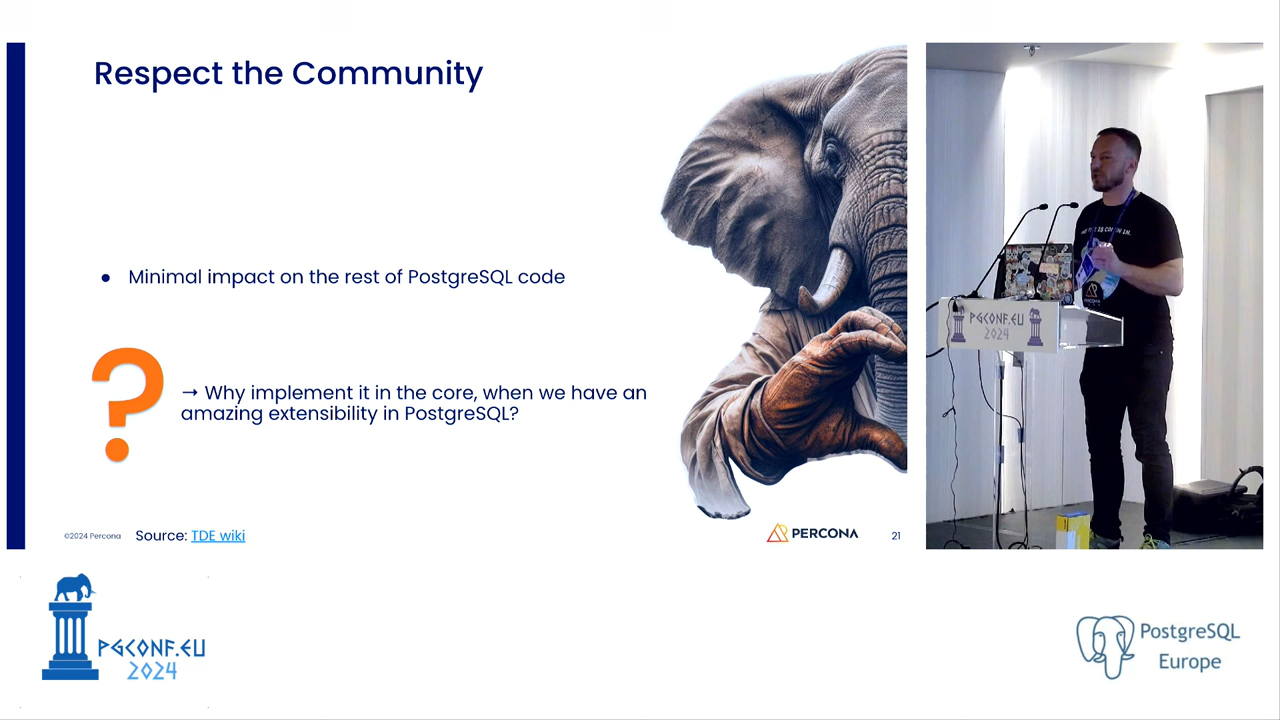 Respect the Community
● Minimal impact on the rest of PostgreSQL code
?
→ Why implement it in the core, when we have an
amazing extensibility in PostgreSQL?
©2024 Percona
Source: TDE wiki
PERCONA
21
PGCONF.EU
2024
PGCONF.EU
2024
PostgreSQL
Europe